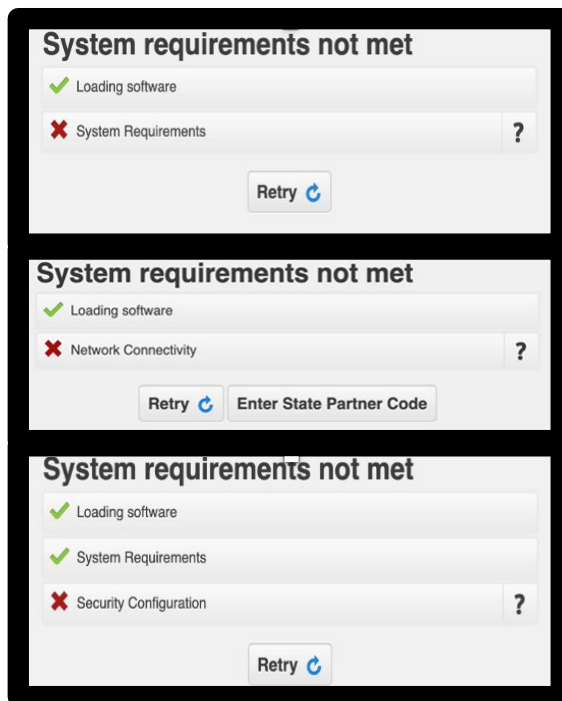 System requirements not met
Loading software
System Requirements
?
Retry
System requirements not met
Loading software
Network Connectivity
?
Retry
Enter State Partner Code
System requirements not met
Loading software
System Requirements
Security Configuration
?
Retry